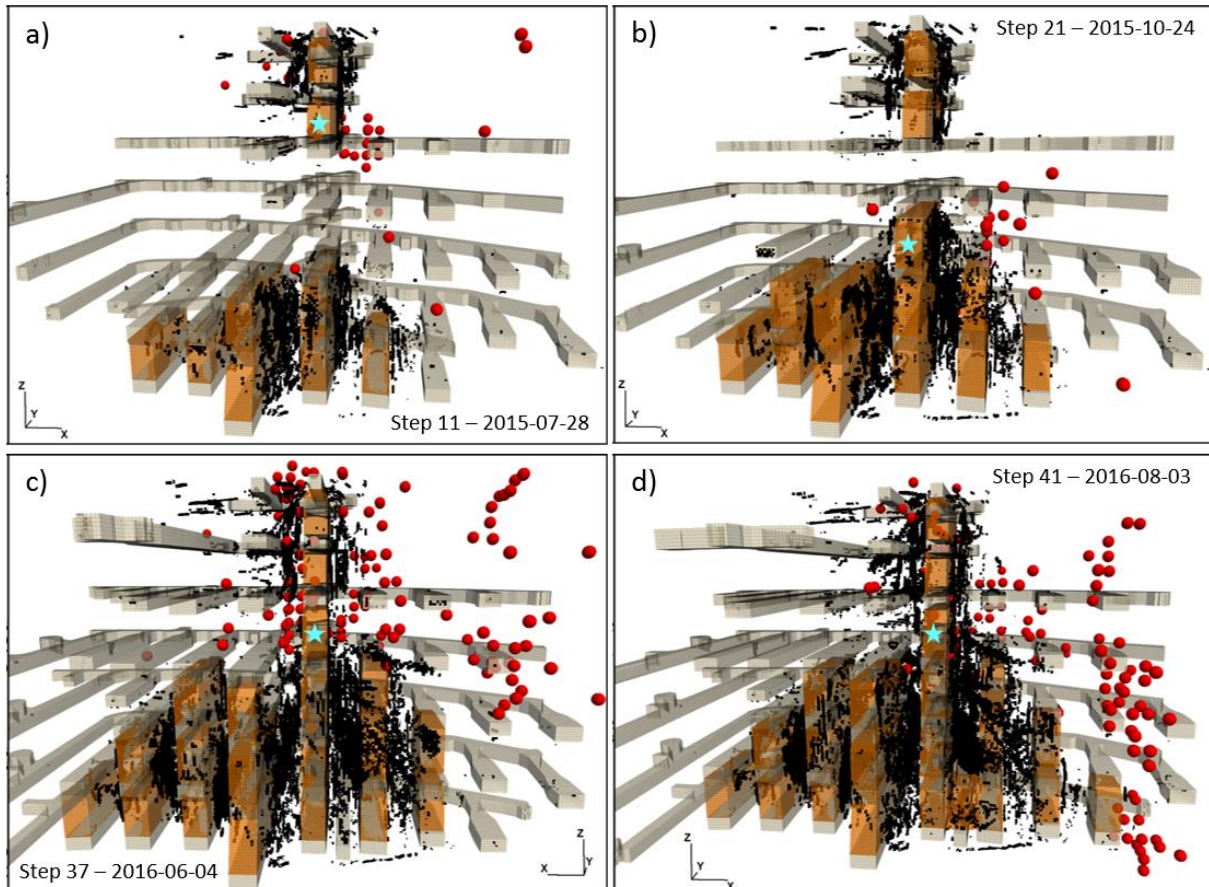 a)
b)
Step 21 – 2015-10-24
Z
Y
X
Step 11 – 2015-07-28
Z
Y
X
c)
d)
Step 41 – 2016-08-03
Step 37 – 2016-06-04
Z
X
Y
Z
Y
X